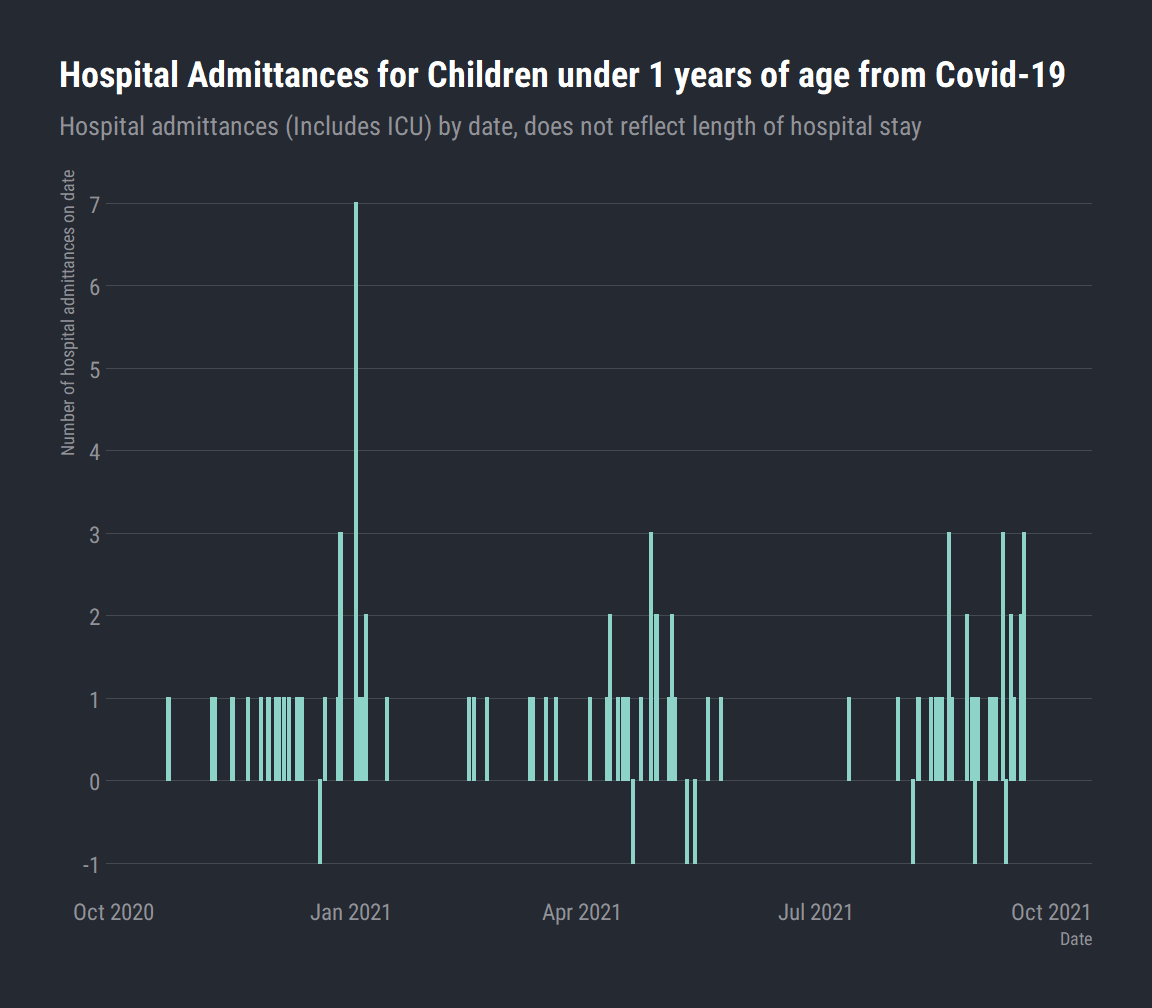 Hospital Admittances for Children under 1 years of age from Covid-19
Hospital admittances (Includes ICU) by date, does not reflect length of hospital stay
Number of hospital admittances on date
7
6
5
4
3
2
1
0
-1
Oct 2020 Jan 2021 Apr 2021 Jul 2021 Oct 2021
Date